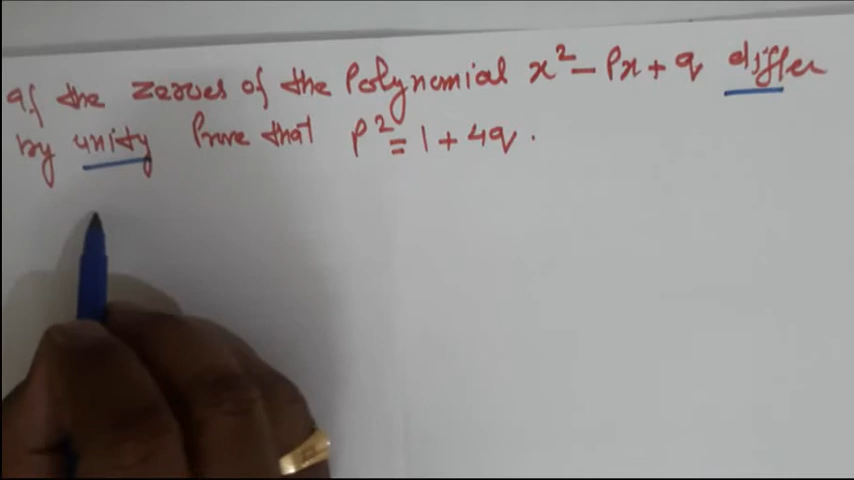 If the zeroes of the Polynomial x² - Px + q differ
by unity Prove that P² = 1 + 4q.